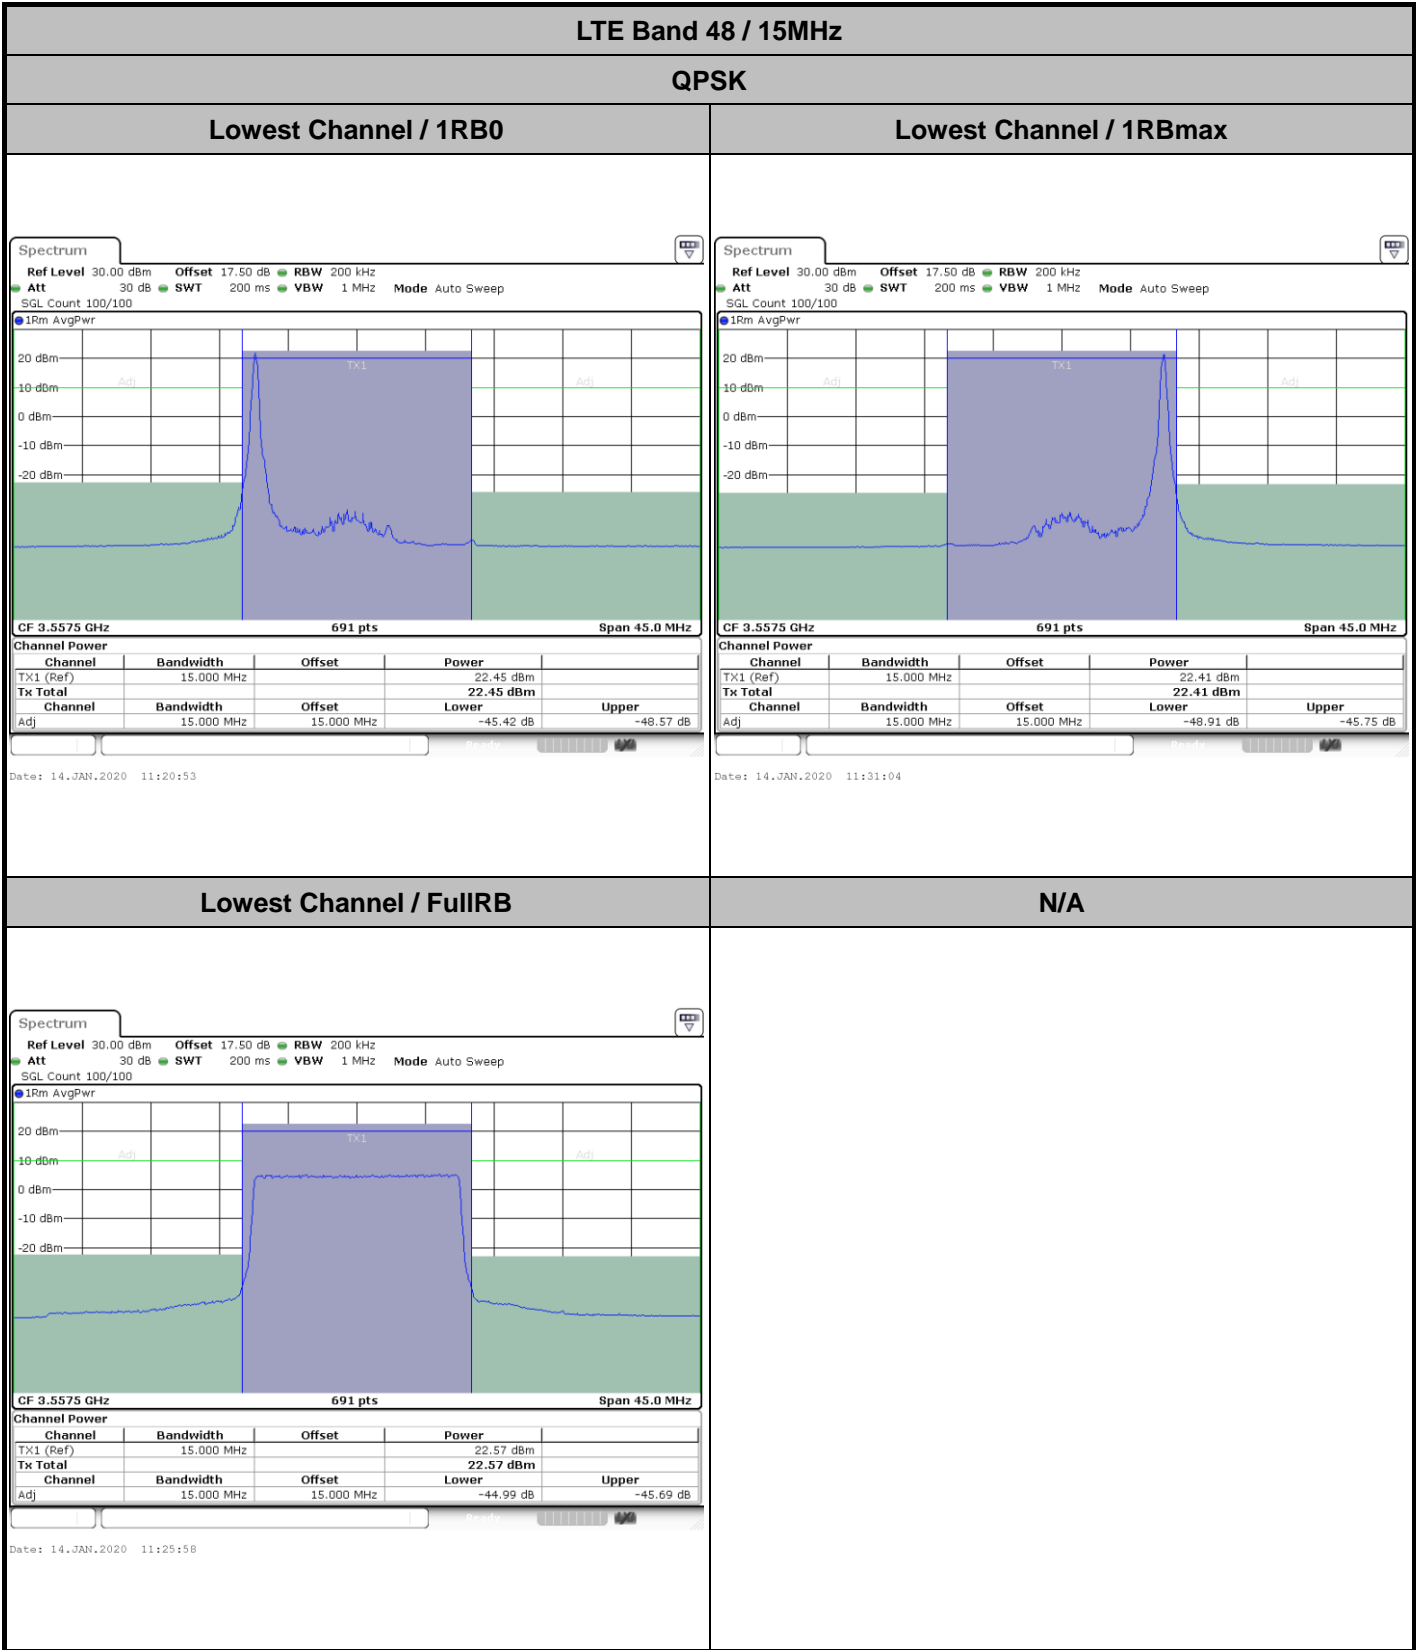 LTE Band 48 / 15MHz
QPSK
Lowest Channel / 1RB0
Lowest Channel / 1RBmax
Spectrum
Ref Level 30.00 dBm Offset 17.50 dB RBW 200 kHz
Att 30 dB SWT 200 ms VBW 1 MHz Mode Auto Sweep
SGL Count 100/100
1Rm AvgPwr
20 dBm
TX1
10 dBm
Adj
Adj
0 dBm
-10 dBm
-20 dBm
CF 3.5575 GHz 691 pts Span 45.0 MHz
Channel Power
Channel Bandwidth Offset Power
TX1 (Ref) 15.000 MHz 22.45 dBm
Tx Total 22.45 dBm
Channel Bandwidth Offset Lower Upper
Adj 15.000 MHz 15.000 MHz -45.42 dB -48.57 dB
Ready
Date: 14.JAN.2020 11:20:53
Spectrum
Ref Level 30.00 dBm Offset 17.50 dB RBW 200 kHz
Att 30 dB SWT 200 ms VBW 1 MHz Mode Auto Sweep
SGL Count 100/100
1Rm AvgPwr
20 dBm
TX1
10 dBm
Adj
Adj
0 dBm
-10 dBm
-20 dBm
CF 3.5575 GHz 691 pts Span 45.0 MHz
Channel Power
Channel Bandwidth Offset Power
TX1 (Ref) 15.000 MHz 22.41 dBm
Tx Total 22.41 dBm
Channel Bandwidth Offset Lower Upper
Adj 15.000 MHz 15.000 MHz -48.91 dB -45.75 dB
Ready
Date: 14.JAN.2020 11:31:04
Lowest Channel / FullRB
N/A
Spectrum
Ref Level 30.00 dBm Offset 17.50 dB RBW 200 kHz
Att 30 dB SWT 200 ms VBW 1 MHz Mode Auto Sweep
SGL Count 100/100
1Rm AvgPwr
20 dBm
TX1
10 dBm
Adj
Adj
0 dBm
-10 dBm
-20 dBm
CF 3.5575 GHz 691 pts Span 45.0 MHz
Channel Power
Channel Bandwidth Offset Power
TX1 (Ref) 15.000 MHz 22.57 dBm
Tx Total 22.57 dBm
Channel Bandwidth Offset Lower Upper
Adj 15.000 MHz 15.000 MHz -44.99 dB -45.69 dB
Ready
Date: 14.JAN.2020 11:25:58